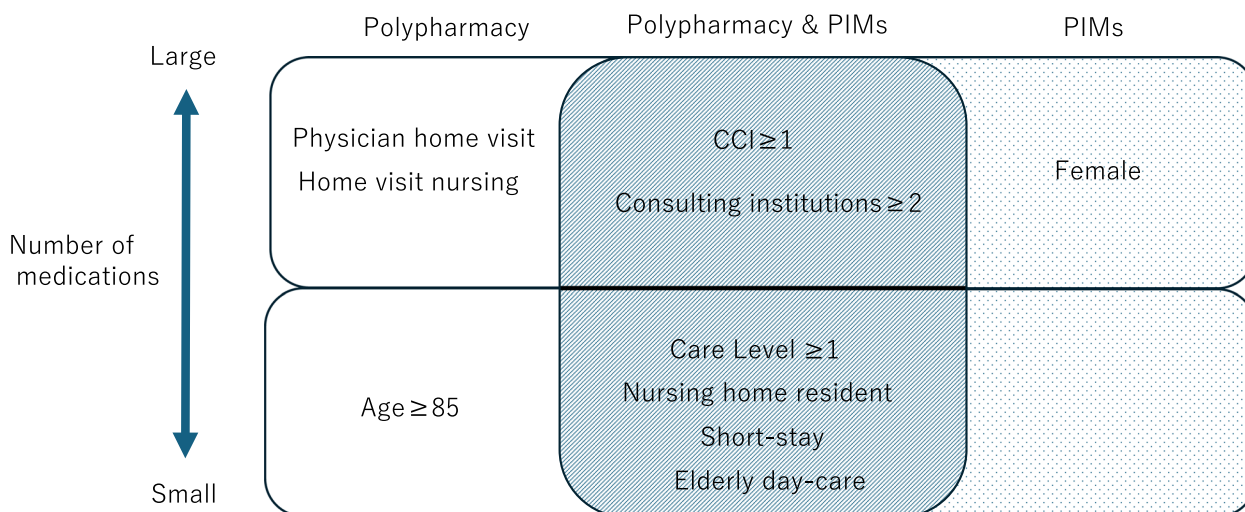 Polypharmacy
Polypharmacy & PIMs
PIMs
Large
Number of
medications
Small
Physician home visit
Home visit nursing
CCI≥1
Consulting institutions≥2
Female
Age≥85
Care Level ≥1
Nursing home resident
Short-stay
Elderly day-care